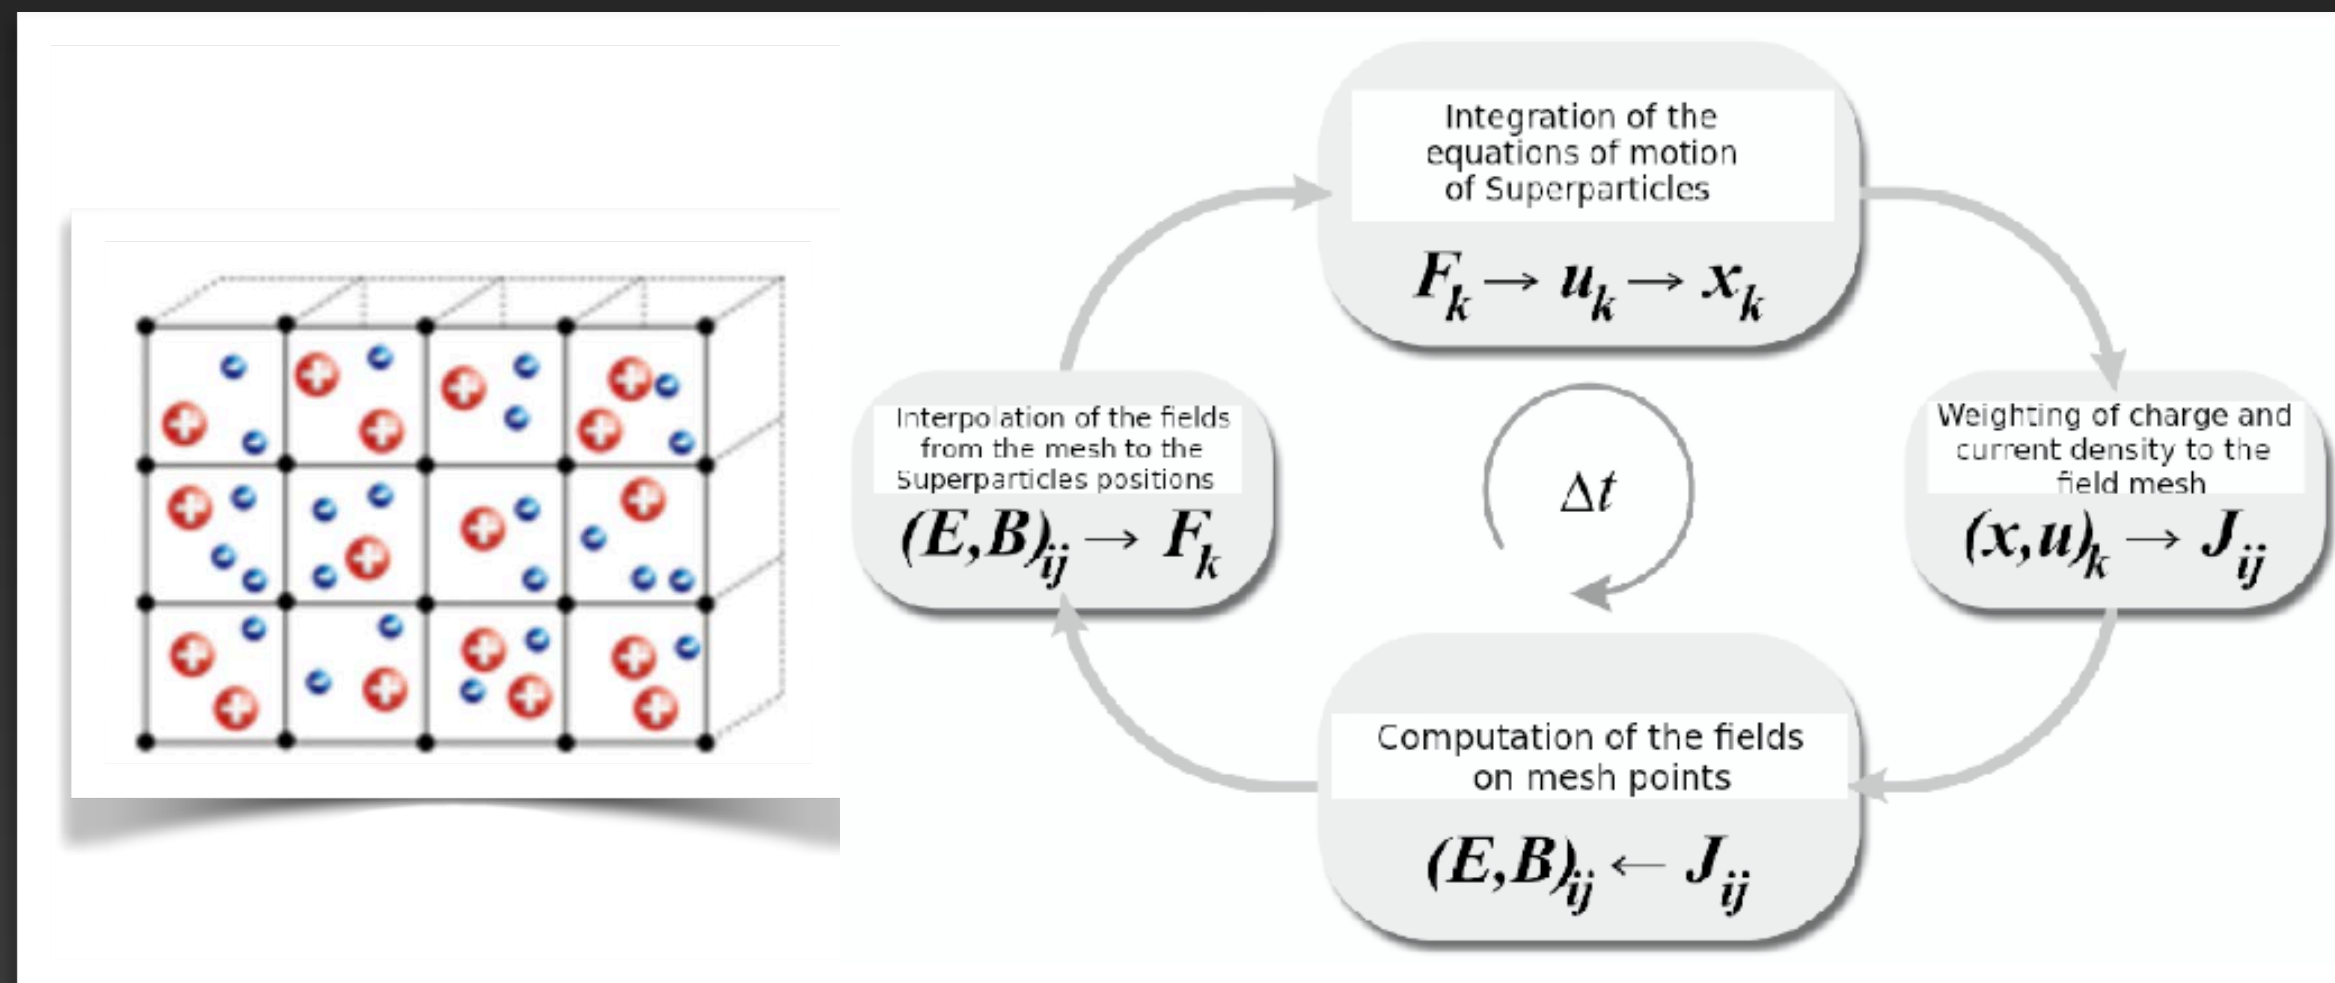 Integration of the
equations of motion
of Superparticles
F_k → u_k → x_k
Interpolation of the fields
from the mesh to the
Superparticles positions
(E,B)_ij → F_k
Δt
Weighting of charge and
current density to the
field mesh
(x,u)_k → J_ij
Computation of the fields
on mesh points
(E,B)_ij ← J_ij